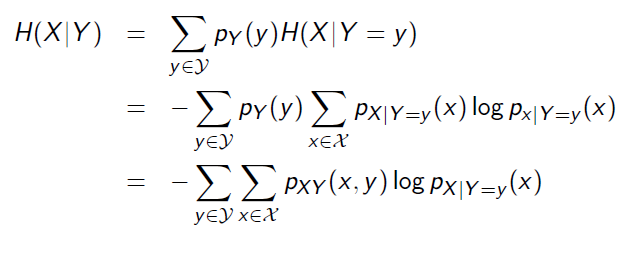 H(X|Y) = ∑_{y∈𝒴} p_Y(y)H(X|Y = y)
= −∑_{y∈𝒴} p_Y(y) ∑_{x∈𝒳} p_{X|Y=y}(x) log p_{x|Y=y}(x)
= −∑_{y∈𝒴} ∑_{x∈𝒳} p_{XY}(x, y) log p_{X|Y=y}(x)